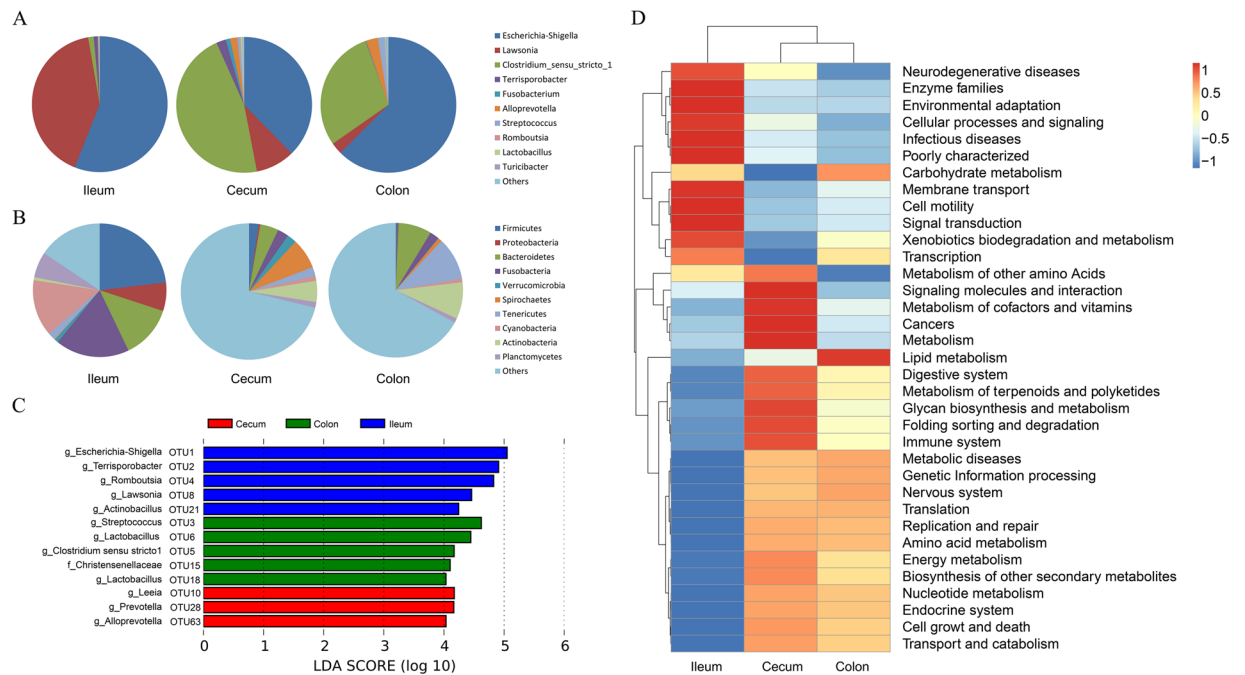 A
Escherichia-Shigella
Lawsonia
Clostridium_sensu_stricto_1
Terrisporobacter
Fusobacterium
Alloprevotella
Streptococcus
Romboutsia
Lactobacillus
Turicibacter
Others
Ileum
Cecum
Colon
B
Firmicutes
Proteobacteria
Bacteroidetes
Fusobacteria
Verrucomicrobia
Spirochaetes
Tenericutes
Cyanobacteria
Actinobacteria
Planctomycetes
Others
Ileum
Cecum
Colon
C
Cecum
Colon
Ileum
g_Escherichia-Shigella OTU1
g_Terrisporobacter OTU2
g_Romboutsia OTU4
g_Lawsonia OTU8
g_Actinobacillus OTU21
g_Streptococcus OTU3
g_Lactobacillus OTU6
g_Clostridium sensu stricto1 OTU5
f_Christensenellaceae OTU15
g_Lactobacillus OTU18
g_Leeia OTU10
g_Prevotella OTU28
g_Alloprevotella OTU63
0 1 2 3 4 5 6
LDA SCORE (log 10)
D
Neurodegenerative diseases
Enzyme families
Environmental adaptation
Cellular processes and signaling
Infectious diseases
Poorly characterized
Carbohydrate metabolism
Membrane transport
Cell motility
Signal transduction
Xenobiotics biodegradation and metabolism
Transcription
Metabolism of other amino Acids
Signaling molecules and interaction
Metabolism of cofactors and vitamins
Cancers
Metabolism
Lipid metabolism
Digestive system
Metabolism of terpenoids and polyketides
Glycan biosynthesis and metabolism
Folding sorting and degradation
Immune system
Metabolic diseases
Genetic Information processing
Nervous system
Translation
Replication and repair
Amino acid metabolism
Energy metabolism
Biosynthesis of other secondary metabolites
Nucleotide metabolism
Endocrine system
Cell growt and death
Transport and catabolism
Ileum
Cecum
Colon
1
0.5
0
−0.5
−1